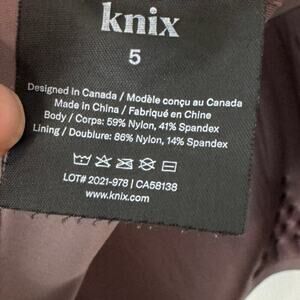 knix
5
Designed in Canada / Modèle conçu au Canada
Made in China / Fabriqué en Chine
Body / Corps: 59% Nylon, 41% Spandex
Lining / Doublure: 86% Nylon, 14% Spandex
LOT# 2021-978 | CA58138
www.knix.com